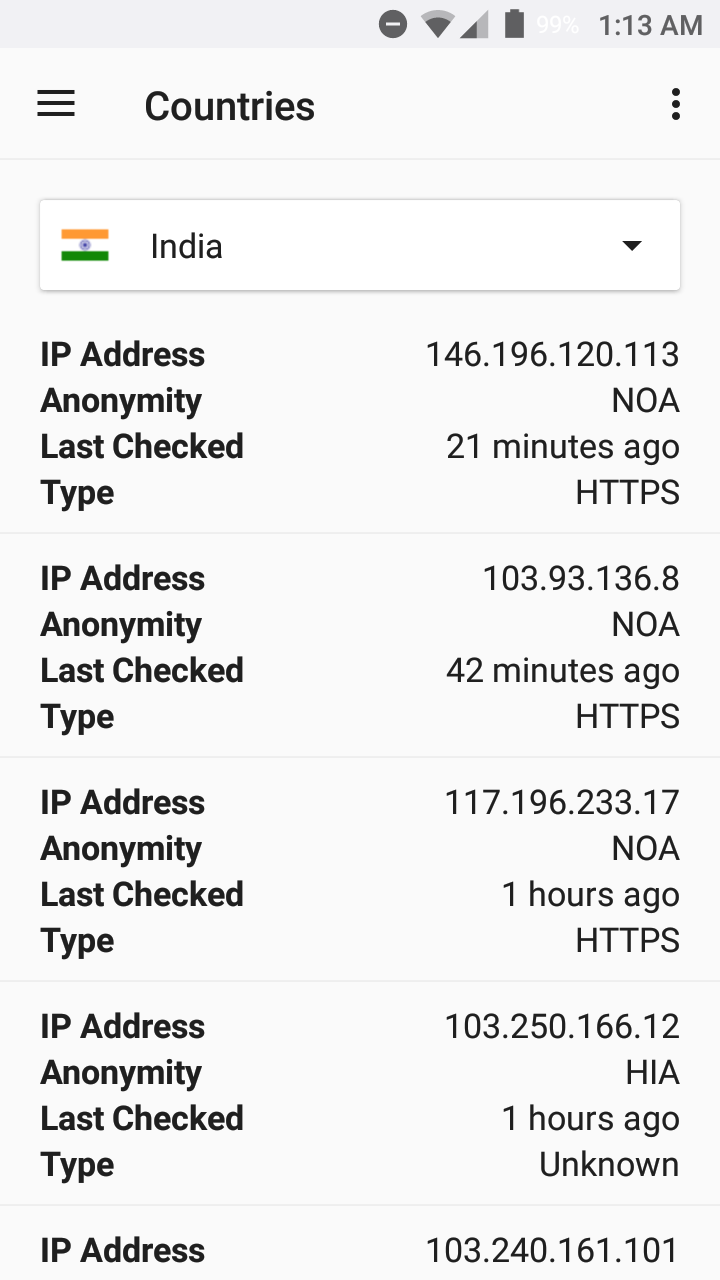 99% 1:13 AM
Countries
India
IP Address 146.196.120.113
Anonymity NOA
Last Checked 21 minutes ago
Type HTTPS
IP Address 103.93.136.8
Anonymity NOA
Last Checked 42 minutes ago
Type HTTPS
IP Address 117.196.233.17
Anonymity NOA
Last Checked 1 hours ago
Type HTTPS
IP Address 103.250.166.12
Anonymity HIA
Last Checked 1 hours ago
Type Unknown
IP Address 103.240.161.101